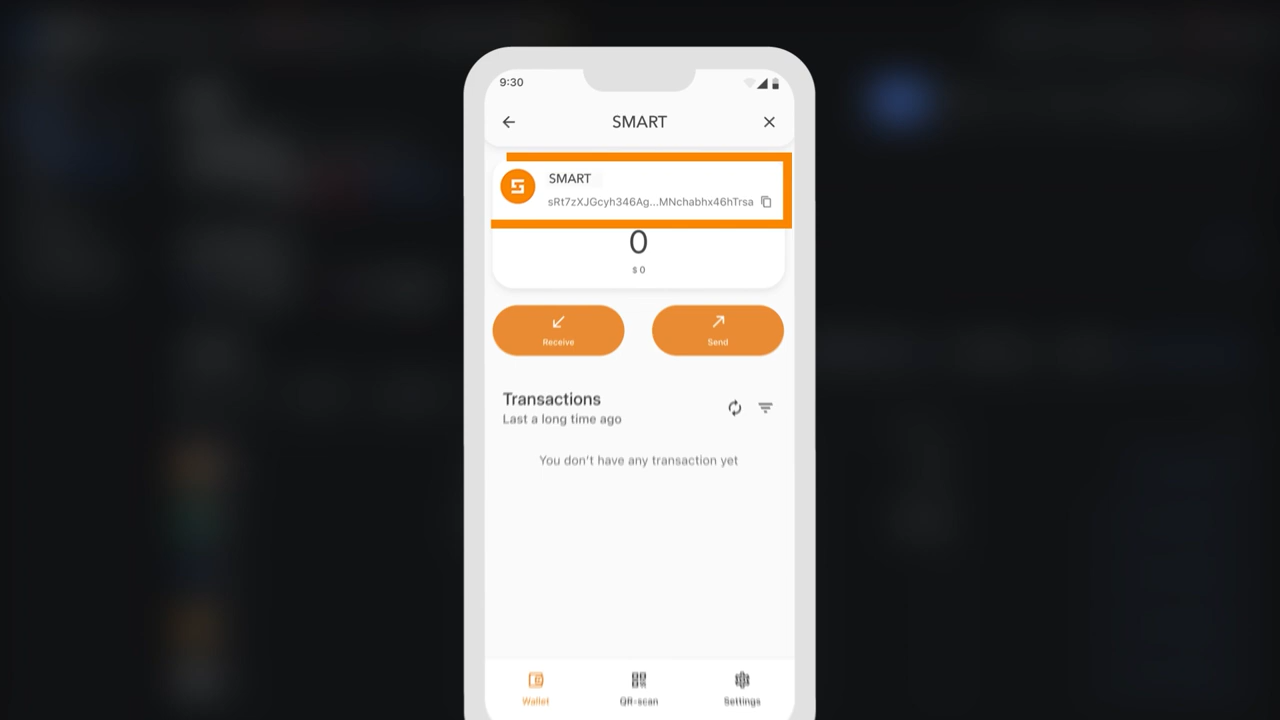 9:30
SMART
SMART
sRt7zXJGcyh346Ag...MNchabhx46hTrsa
0
$ 0
Receive
Send
Transactions
Last a long time ago
You don't have any transaction yet
Wallet
QR-scan
Settings